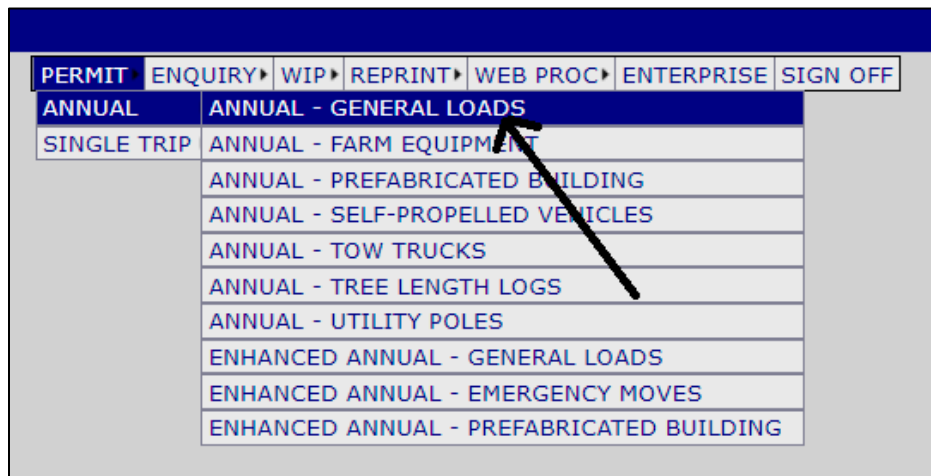 PERMIT ENQUIRY WIP REPRINT WEB PROC ENTERPRISE SIGN OFF
ANNUAL ANNUAL - GENERAL LOADS
SINGLE TRIP ANNUAL - FARM EQUIPMENT
ANNUAL - PREFABRICATED BUILDING
ANNUAL - SELF-PROPELLED VEHICLES
ANNUAL - TOW TRUCKS
ANNUAL - TREE LENGTH LOGS
ANNUAL - UTILITY POLES
ENHANCED ANNUAL - GENERAL LOADS
ENHANCED ANNUAL - EMERGENCY MOVES
ENHANCED ANNUAL - PREFABRICATED BUILDING